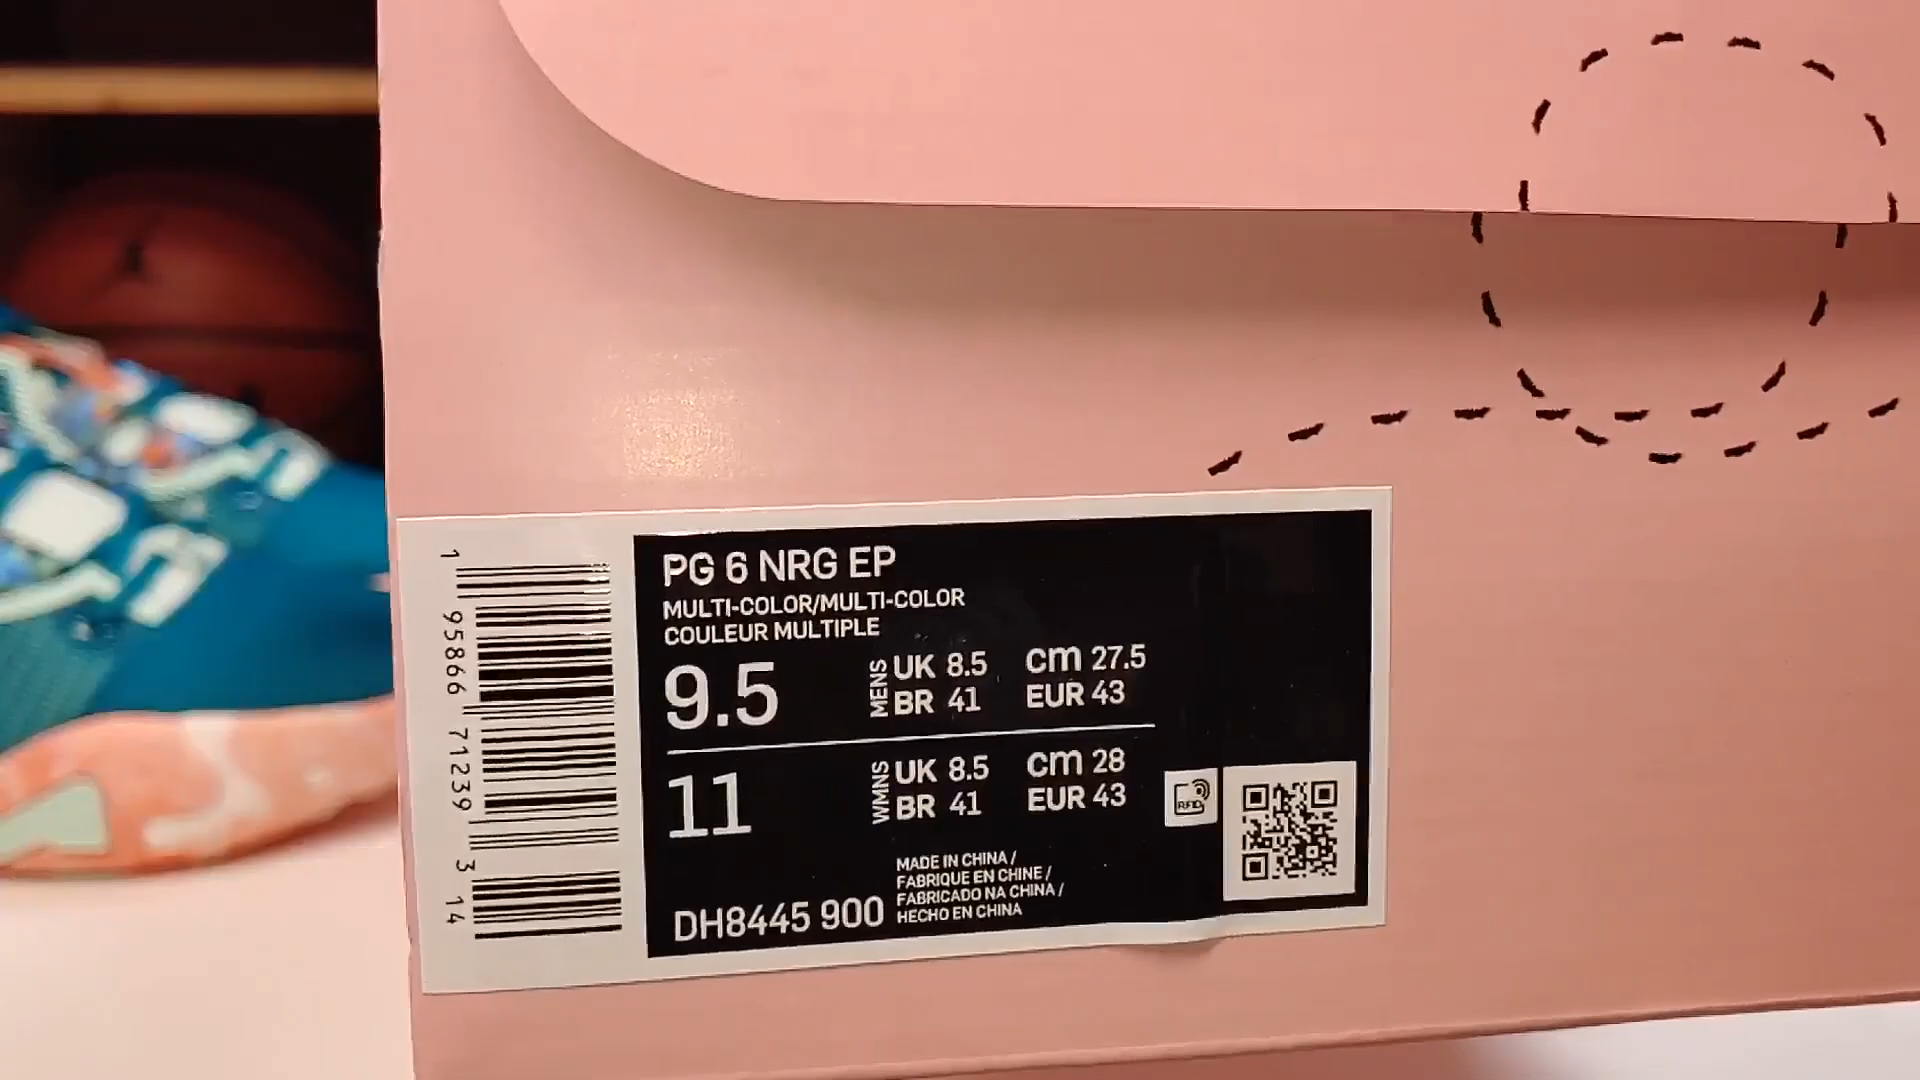 PG 6 NRG EP
MULTI-COLOR/MULTI-COLOR
COULEUR MULTIPLE
9.5 MENS UK 8.5 cm 27.5
BR 41 EUR 43
11 WMNS UK 8.5 cm 28
BR 41 EUR 43
RFID
MADE IN CHINA /
FABRIQUE EN CHINE /
FABRICADO NA CHINA /
HECHO EN CHINA
DH8445 900
1 95866 71239 3 14